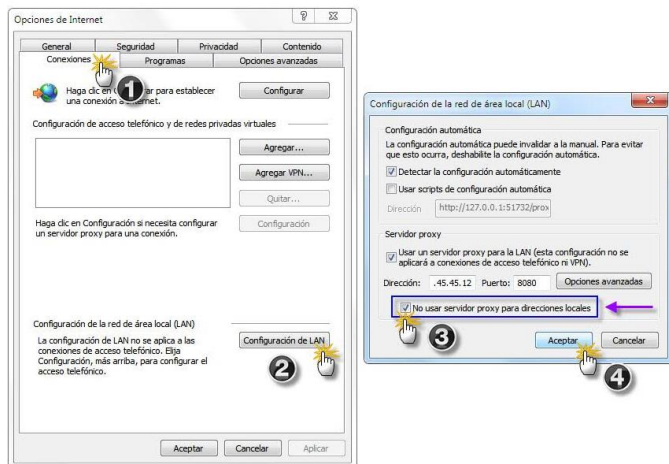 Opciones de Internet
General Seguridad Privacidad Contenido
Conexiones Programas Opciones avanzadas
1
Haga clic en para establecer
una conexión a Internet.
Configurar
Configuración de acceso telefónico y de redes privadas virtuales
Agregar...
Agregar VPN...
Quitar...
Configuración
Haga clic en Configuración si necesita configurar
un servidor proxy para una conexión.
Configuración de la red de área local (LAN)
La configuración de LAN no se aplica a las
conexiones de acceso telefónico. Elija
Configuración, más arriba, para configurar el
acceso telefónico.
Configuración de LAN
2
Aceptar Cancelar Aplicar
Configuración de la red de área local (LAN)
Configuración automática
La configuración automática puede invalidar a la manual. Para evitar
que esto ocurra, deshabilite la configuración automática.
Detectar la configuración automáticamente
Usar scripts de configuración automática
Dirección http://127.0.0.1:51732/prox
Servidor proxy
Usar un servidor proxy para la LAN (esta configuración no se
aplicará a conexiones de acceso telefónico ni VPN).
Dirección: .45.45.12 Puerto: 8080 Opciones avanzadas
No usar servidor proxy para direcciones locales
3
Aceptar Cancelar
4